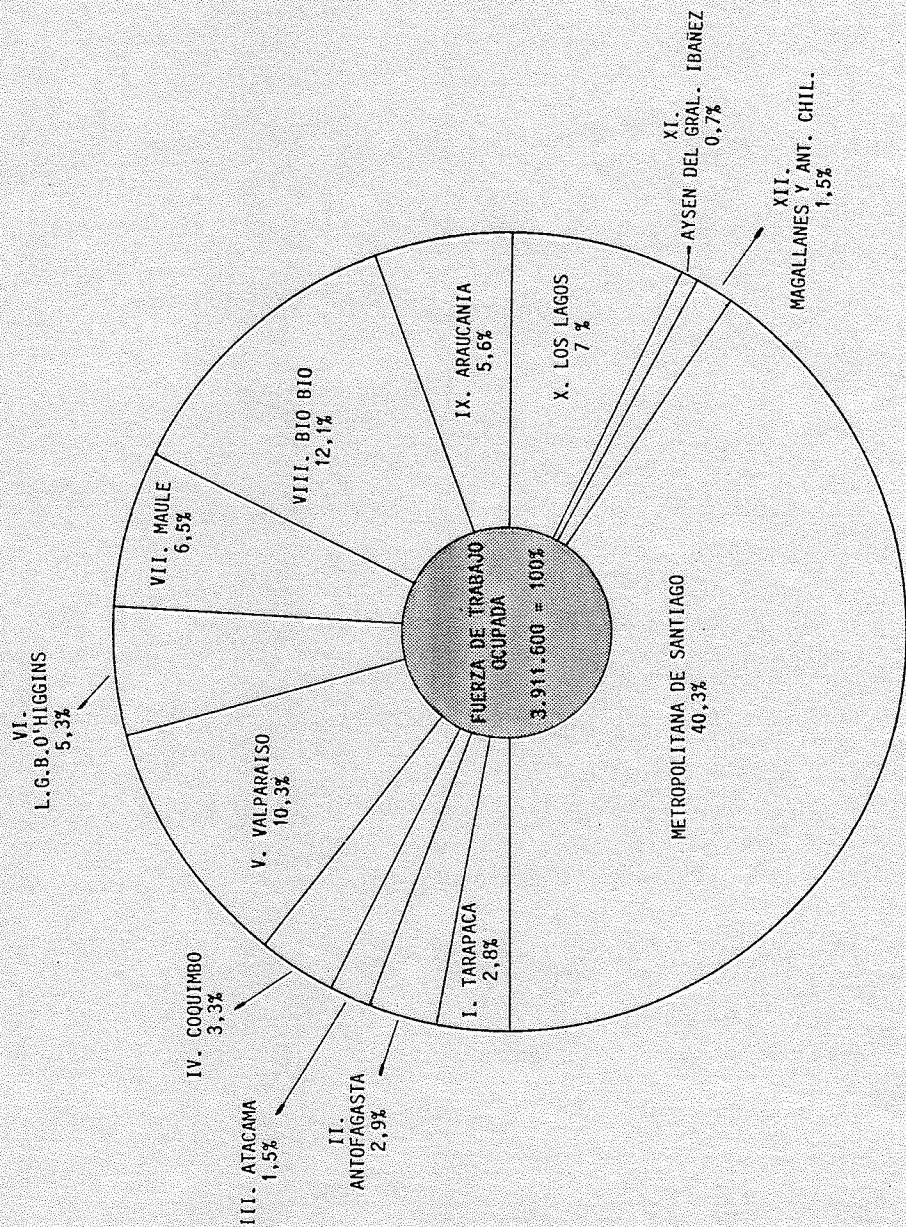 FUERZA DE TRABAJO
OCUPADA
3.911.600 = 100%
I. TARAPACA
2,8%
II.
ANTOFAGASTA
2,9%
III. ATACAMA
1,5%
IV. COQUIMBO
3,3%
V. VALPARAISO
10,3%
VI.
L.G.B.O'HIGGINS
5,3%
VII. MAULE
6,5%
VIII. BIO BIO
12,1%
IX. ARAUCANIA
5,6%
X. LOS LAGOS
7 %
XI.
AYSEN DEL GRAL. IBAÑEZ
0,7%
XII.
MAGALLANES Y ANT. CHIL.
1,5%
METROPOLITANA DE SANTIAGO
40,3%